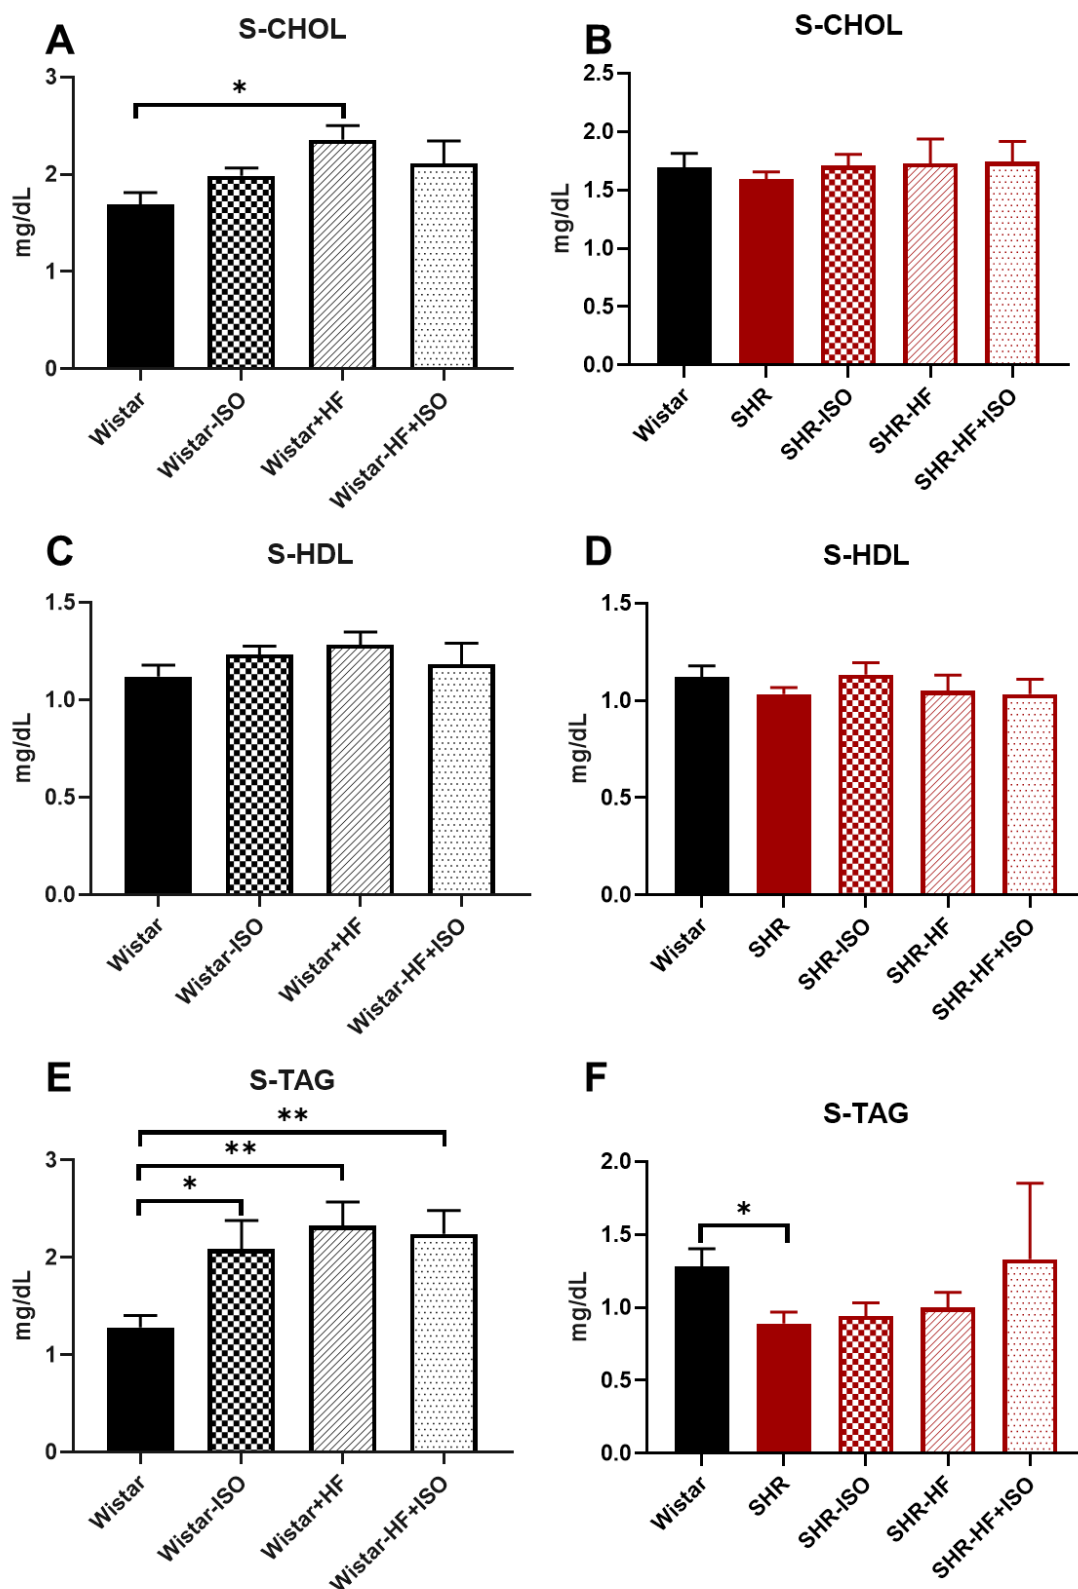 A
S-CHOL
mg/dL
3
2
1
0
*
Wistar
Wistar-ISO
Wistar+HF
Wistar-HF+ISO
B
S-CHOL
mg/dL
2.5
2.0
1.5
1.0
0.5
0.0
Wistar
SHR
SHR-ISO
SHR-HF
SHR-HF+ISO
C
S-HDL
mg/dL
1.5
1.0
0.5
0.0
Wistar
Wistar-ISO
Wistar+HF
Wistar-HF+ISO
D
S-HDL
mg/dL
1.5
1.0
0.5
0.0
Wistar
SHR
SHR-ISO
SHR-HF
SHR-HF+ISO
E
S-TAG
mg/dL
3
2
1
0
**
**
*
Wistar
Wistar-ISO
Wistar+HF
Wistar-HF+ISO
F
S-TAG
mg/dL
2.0
1.5
1.0
0.5
0.0
*
Wistar
SHR
SHR-ISO
SHR-HF
SHR-HF+ISO